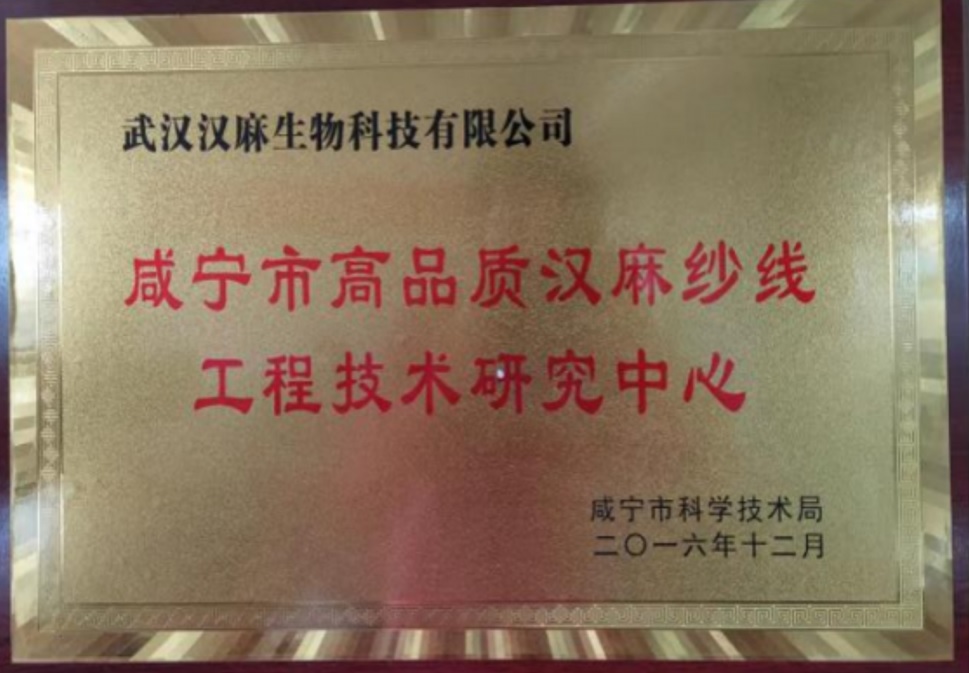 武汉汉麻生物科技有限公司
咸宁市高品质汉麻纱线
工程技术研究中心
咸宁市科学技术局
二〇一六年十二月